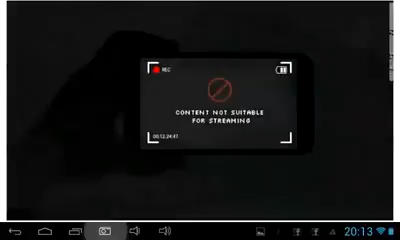 REC
CONTENT NOT SUITABLE
FOR STREAMING
00:12:24:47
20:13